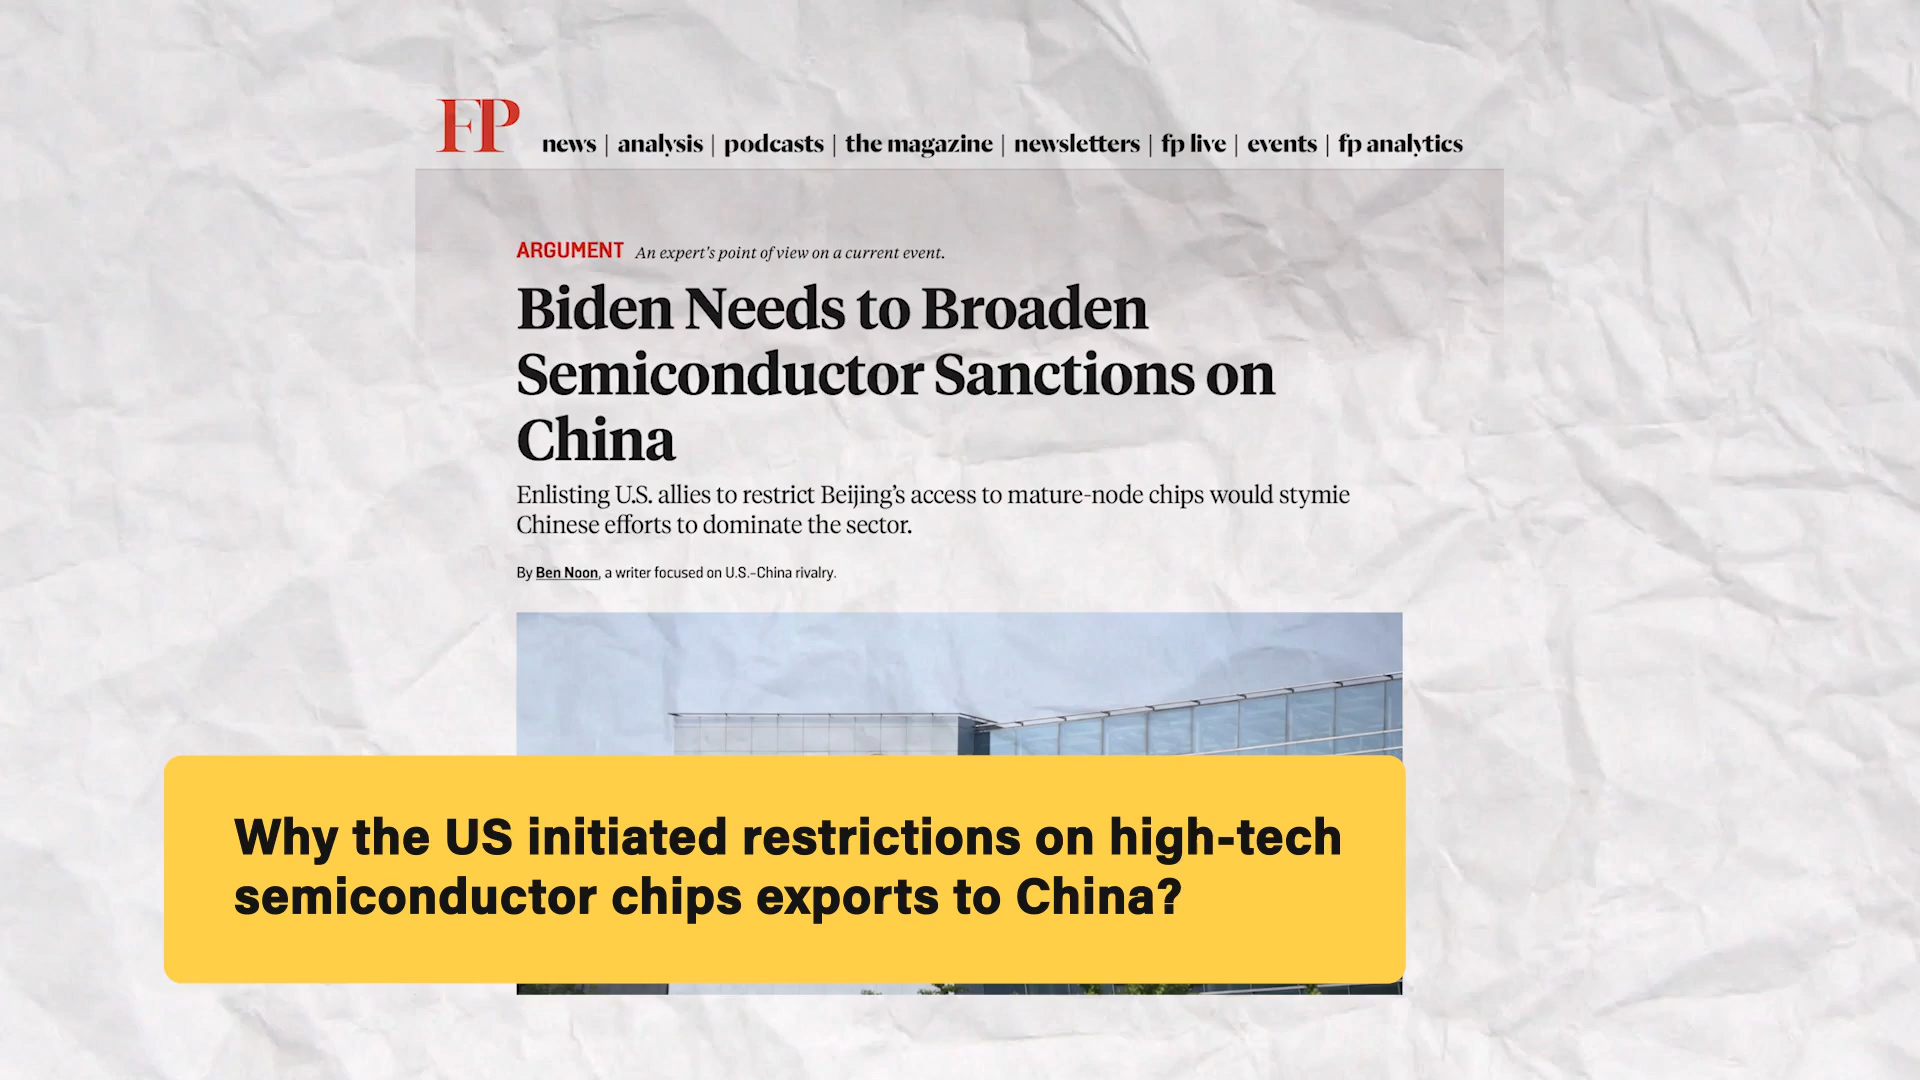 FP
news | analysis | podcasts | the magazine | newsletters | fp live | events | fp analytics
ARGUMENT An expert's point of view on a current event.
Biden Needs to Broaden
Semiconductor Sanctions on
China
Enlisting U.S. allies to restrict Beijing's access to mature-node chips would stymie
Chinese efforts to dominate the sector.
By Ben Noon, a writer focused on U.S.-China rivalry.
Why the US initiated restrictions on high-tech
semiconductor chips exports to China?